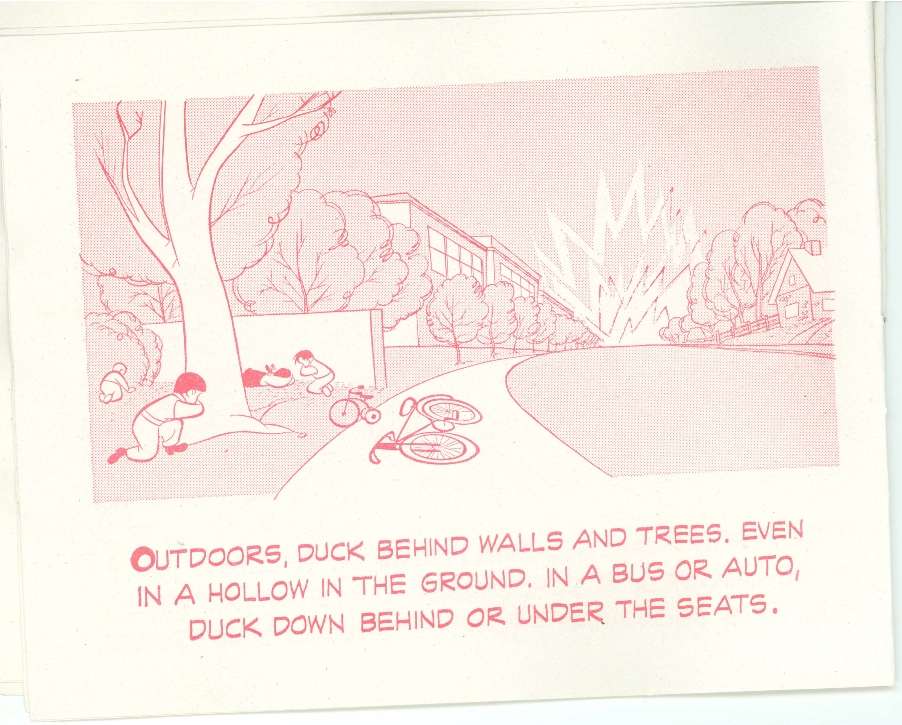 OUTDOORS, DUCK BEHIND WALLS AND TREES. EVEN
IN A HOLLOW IN THE GROUND. IN A BUS OR AUTO,
DUCK DOWN BEHIND OR UNDER THE SEATS.